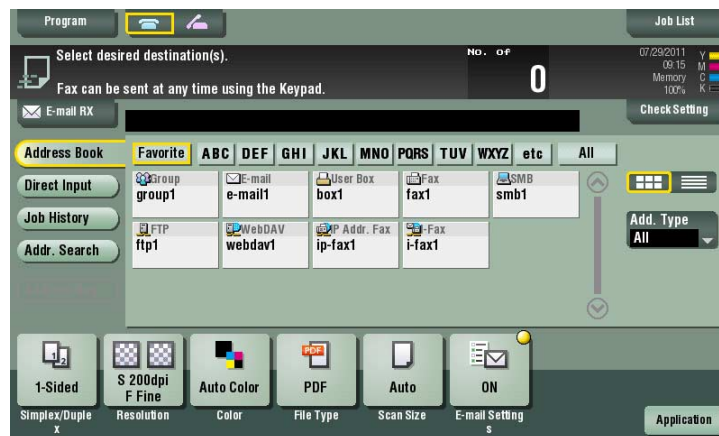 Program
Job List
Select desired destination(s).
No. of
0
07/29/2011
09:15
Memory
100%
Y
M
C
K
Fax can be sent at any time using the Keypad.
E-mail RX
Check Setting
Address Book
Favorite ABC DEF GHI JKL MNO PQRS TUV WXYZ etc All
Direct Input
Job History
Addr. Search
Group
group1
E-mail
e-mail1
User Box
box1
Fax
fax1
SMB
smb1
FTP
ftp1
WebDAV
webdav1
IP Addr. Fax
ip-fax1
I-Fax
i-fax1
Add. Type
All
1 2
1-Sided
Simplex/Duple
x
S 200dpi
F Fine
Resolution
Auto Color
Color
PDF
PDF
File Type
Auto
Scan Size
ON
E-mail Setting
s
Application